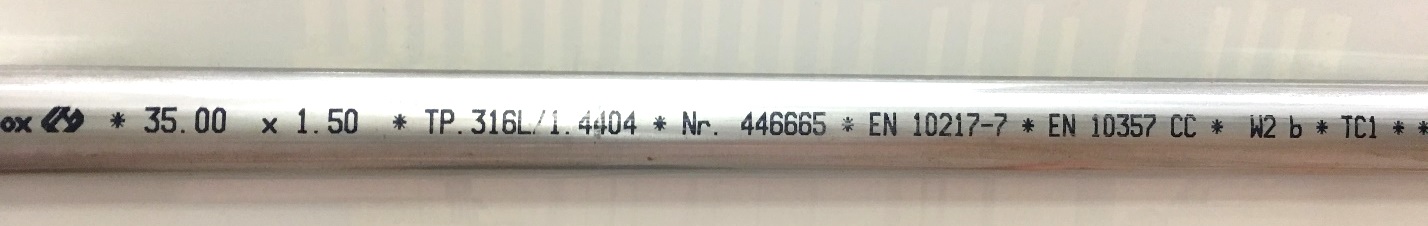 ox * 35.00 x 1.50 * TP.316L/1.4404 * Nr. 446665 * EN 10217-7 * EN 10357 CC * W2 b * TC1 * *